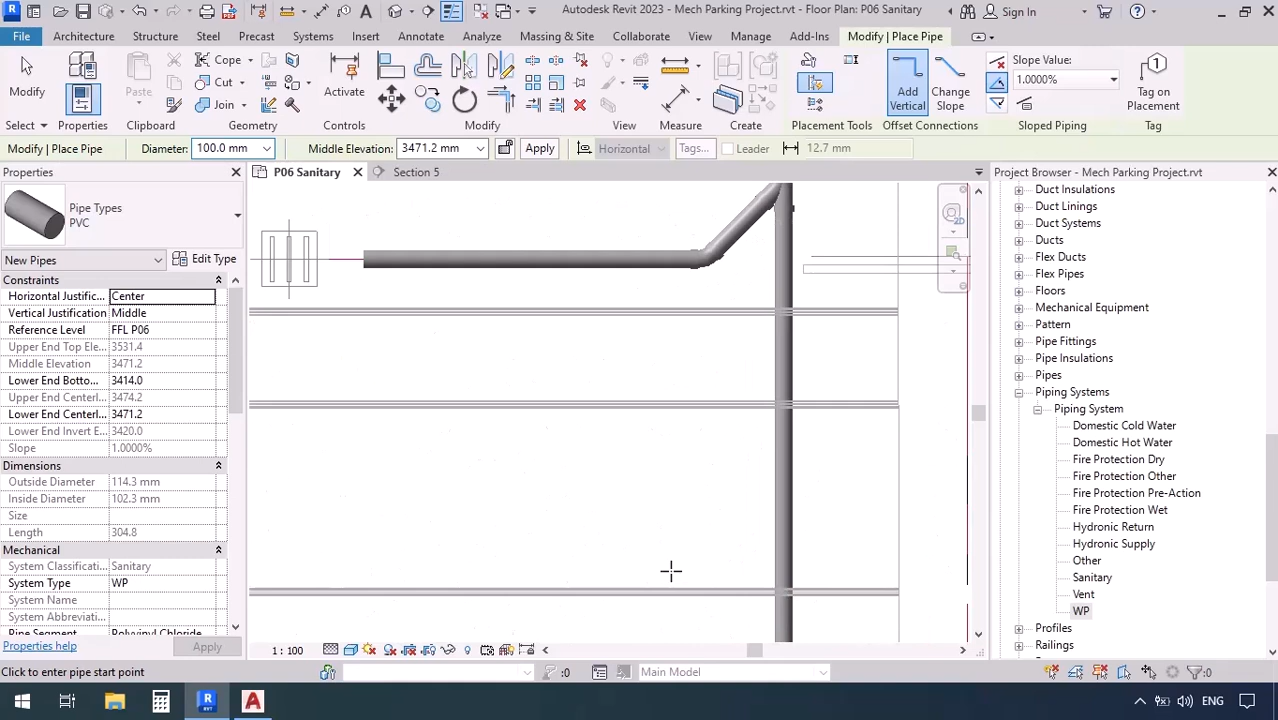 Autodesk Revit 2023 - Mech Parking Project.rvt - Floor Plan: P06 Sanitary
Sign In
File Architecture Structure Steel Precast Systems Insert Annotate Analyze Massing & Site Collaborate View Manage Add-Ins Modify | Place Pipe
Modify
Paste
Cope
Cut
Join
Activate
Add Vertical
Change Slope
Slope Value:
1.0000%
Tag on Placement
Select Properties Clipboard Geometry Controls Modify View Measure Create Placement Tools Offset Connections Sloped Piping Tag
Modify | Place Pipe Diameter: 100.0 mm Middle Elevation: 3471.2 mm Apply Horizontal Tags... Leader 12.7 mm
Properties
Pipe Types
PVC
New Pipes Edit Type
Constraints
Horizontal Justific... Center
Vertical Justification Middle
Reference Level FFL P06
Upper End Top Ele... 3531.4
Middle Elevation 3471.2
Lower End Botto... 3414.0
Upper End Centerl... 3474.2
Lower End Centerl... 3471.2
Lower End Invert E... 3420.0
Slope 1.0000%
Dimensions
Outside Diameter 114.3 mm
Inside Diameter 102.3 mm
Size
Length 304.8
Mechanical
System Classificati... Sanitary
System Type WP
System Name
System Abbreviati...
Pipe Segment Polyvinyl Chloride
Properties help Apply
P06 Sanitary
Section 5
2D
1 : 100
Project Browser - Mech Parking Project.rvt
Duct Insulations
Duct Linings
Duct Systems
Ducts
Flex Ducts
Flex Pipes
Floors
Mechanical Equipment
Pattern
Pipe Fittings
Pipe Insulations
Pipes
Piping Systems
Piping System
Domestic Cold Water
Domestic Hot Water
Fire Protection Dry
Fire Protection Other
Fire Protection Pre-Action
Fire Protection Wet
Hydronic Return
Hydronic Supply
Other
Sanitary
Vent
WP
Profiles
Railings
Click to enter pipe start point
:0
Main Model
:0
ENG